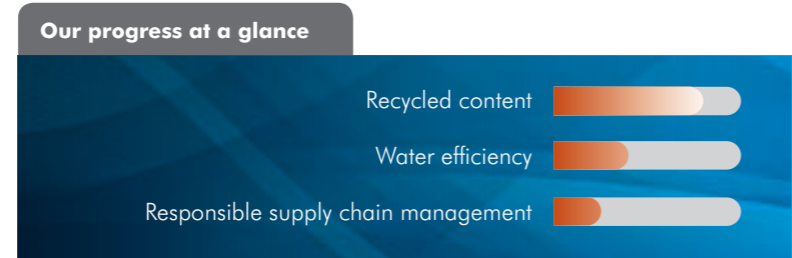 Our progress at a glance
Recycled content
Water efficiency
Responsible supply chain management